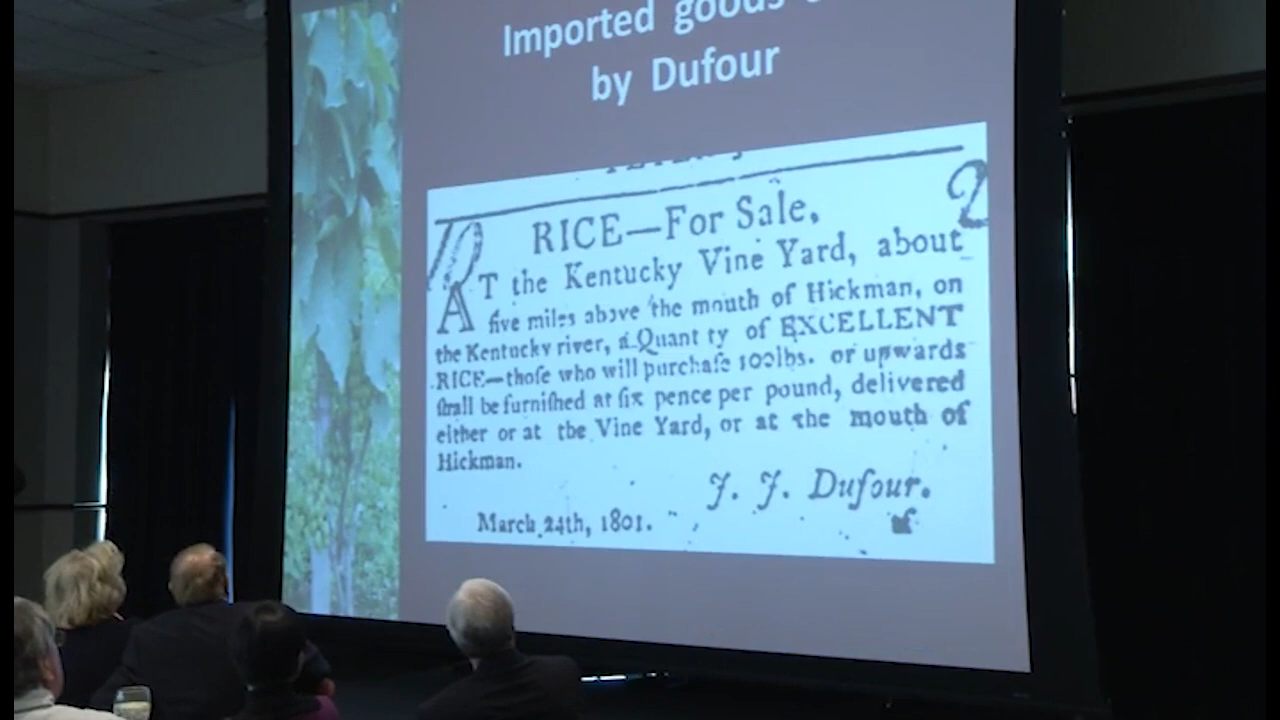 Imported goods
by Dufour
RICE—For Sale.
AT the Kentucky Vine Yard, about
five miles above the mouth of Hickman, on
the Kentucky river, a Quant ty of EXCELLENT
RICE—thoſe who will purchaſe 100lbs. or upwards
ſhall be furniſhed at ſix pence per pound, delivered
either or at the Vine Yard, or at the mouth of
Hickman.
J. J. Dufour.
March 24th, 1801.